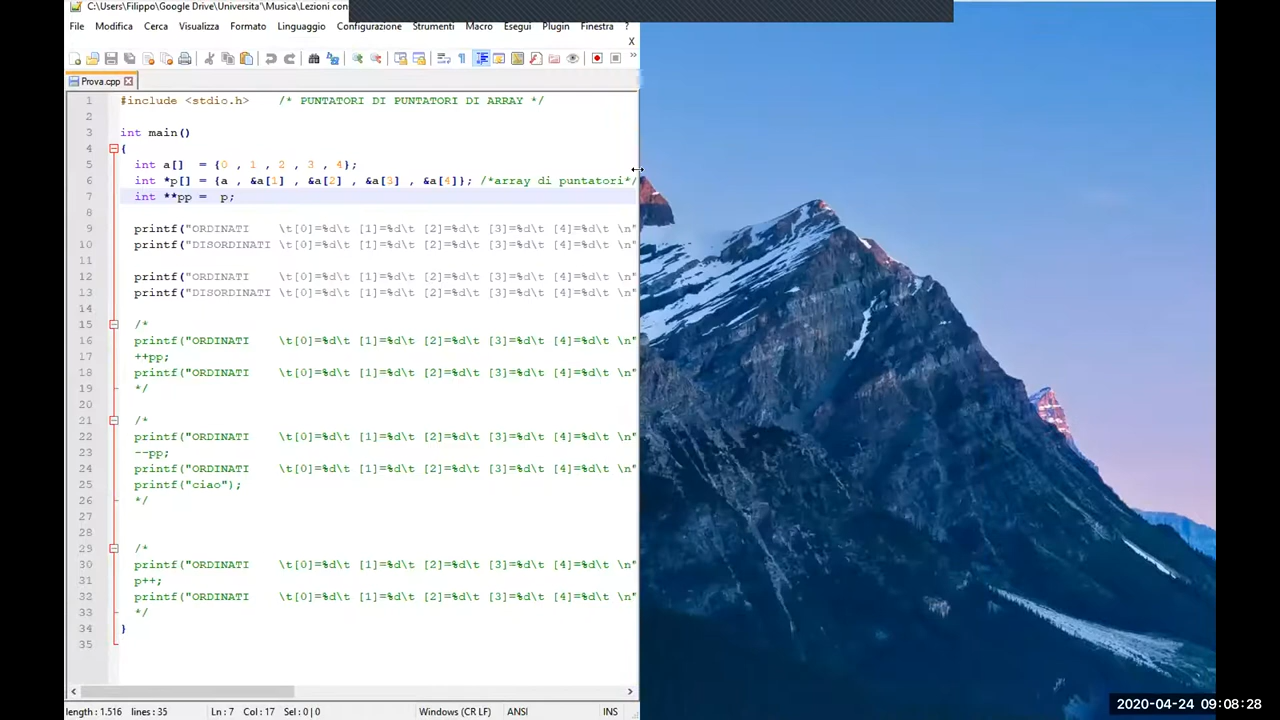 C:\Users\Filippo\Google Drive\Universita'\Musica\Lezioni con
File Modifica Cerca Visualizza Formato Linguaggio Configurazione Strumenti Macro Esegui Plugin Finestra ?
X
Prova.cpp
1 #include <stdio.h> /* PUNTATORI DI PUNTATORI DI ARRAY */
2
3 int main()
4 {
5 int a[] = {0 , 1 , 2 , 3 , 4};
6 int *p[] = {a , &a[1] , &a[2] , &a[3] , &a[4]}; /*array di puntatori*/
7 int **pp = p;
8
9 printf("ORDINATI \t[0]=%d\t [1]=%d\t [2]=%d\t [3]=%d\t [4]=%d\t \n"
10 printf("DISORDINATI \t[0]=%d\t [1]=%d\t [2]=%d\t [3]=%d\t [4]=%d\t \n"
11
12 printf("ORDINATI \t[0]=%d\t [1]=%d\t [2]=%d\t [3]=%d\t [4]=%d\t \n"
13 printf("DISORDINATI \t[0]=%d\t [1]=%d\t [2]=%d\t [3]=%d\t [4]=%d\t \n"
14
15 /*
16 printf("ORDINATI \t[0]=%d\t [1]=%d\t [2]=%d\t [3]=%d\t [4]=%d\t \n"
17 ++pp;
18 printf("ORDINATI \t[0]=%d\t [1]=%d\t [2]=%d\t [3]=%d\t [4]=%d\t \n"
19 */
20
21 /*
22 printf("ORDINATI \t[0]=%d\t [1]=%d\t [2]=%d\t [3]=%d\t [4]=%d\t \n"
23 --pp;
24 printf("ORDINATI \t[0]=%d\t [1]=%d\t [2]=%d\t [3]=%d\t [4]=%d\t \n"
25 printf("ciao");
26 */
27
28
29 /*
30 printf("ORDINATI \t[0]=%d\t [1]=%d\t [2]=%d\t [3]=%d\t [4]=%d\t \n"
31 p++;
32 printf("ORDINATI \t[0]=%d\t [1]=%d\t [2]=%d\t [3]=%d\t [4]=%d\t \n"
33 */
34 }
35
length : 1.516 lines : 35 Ln : 7 Col : 17 Sel : 0 | 0 Windows (CR LF) ANSI INS
2020-04-24 09:08:28